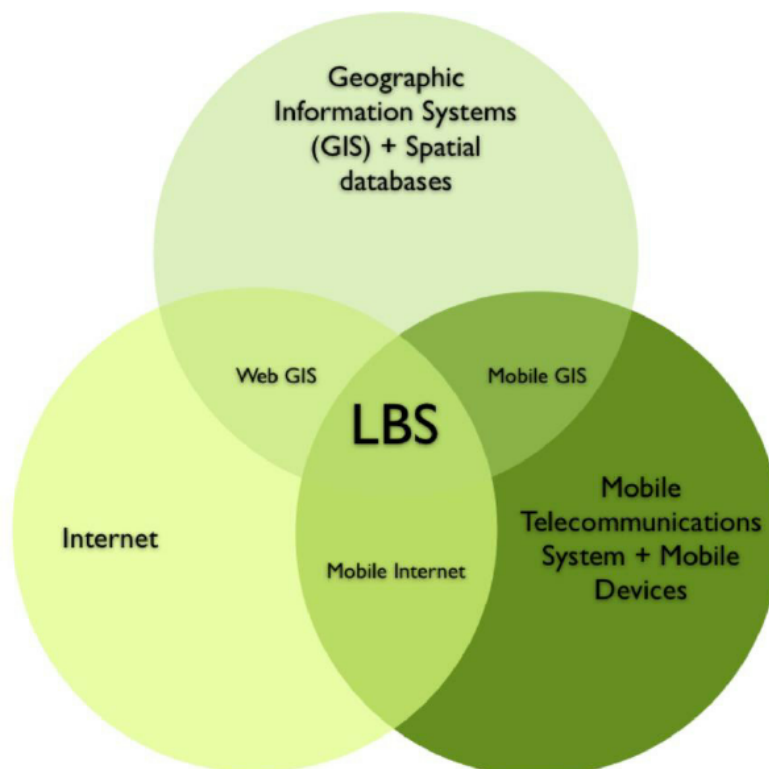 Geographic
Information Systems
(GIS) + Spatial
databases
Web GIS
Mobile GIS
LBS
Internet
Mobile
Telecommunications
System + Mobile
Devices
Mobile Internet